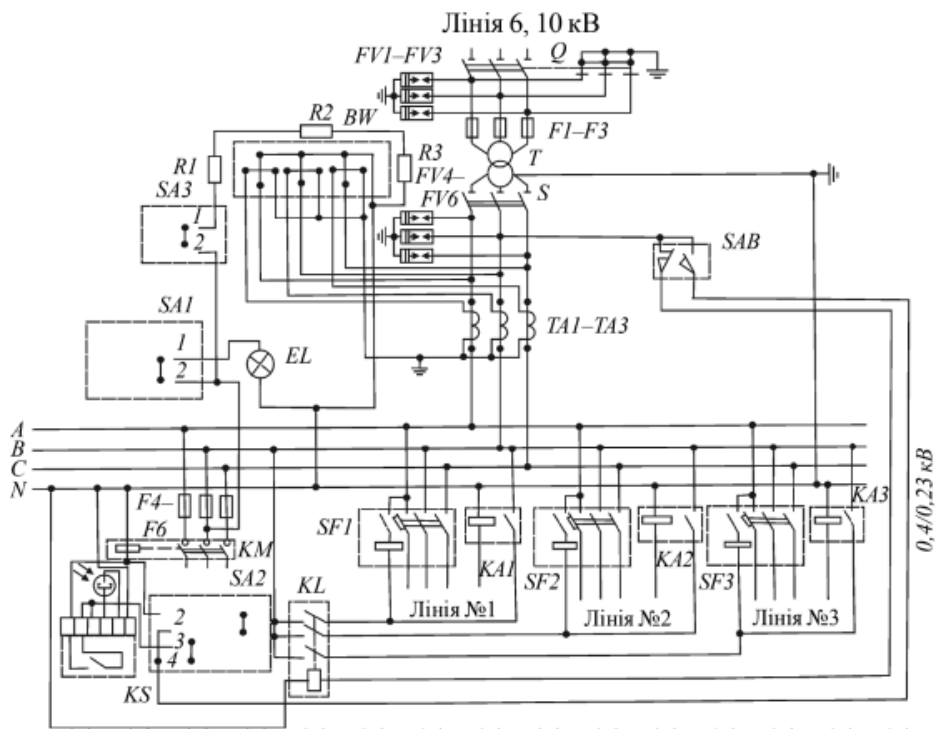 Лінія 6, 10 кВ
FV1–FV3
Q
R2
BW
F1–F3
R1
R3
T
SA3
FV4–
FV6
S
1
2
SAB
SA1
TA1–TA3
1
2
EL
A
B
C
N
F4–
F6
SF1
KA3
0,4/0,23 кВ
KM
KA1
SF2
KA2
SF3
SA2
KL
Лінія №1
Лінія №2
Лінія №3
2
3
4
KS